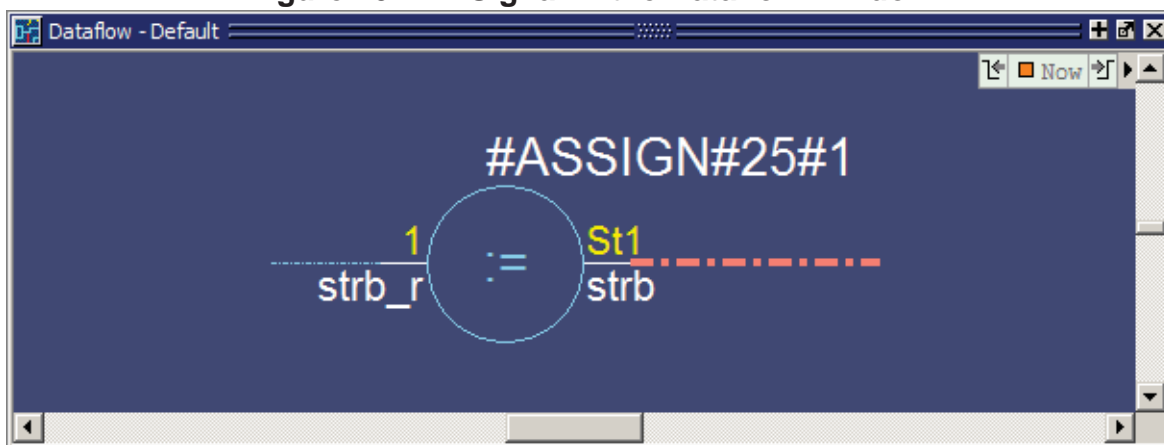 Dataflow - Default
Now
#ASSIGN#25#1
1
St1
:=
strb_r
strb